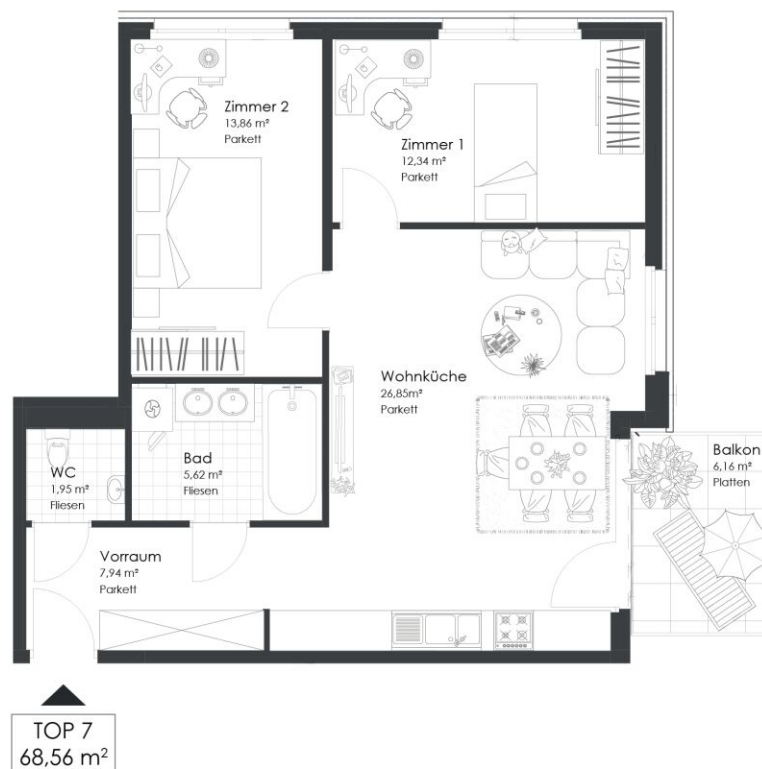 Zimmer 2
13,86 m²
Parkett
Zimmer 1
12,34 m²
Parkett
Wohnküche
26,85m²
Parkett
WC
1,95 m²
Fliesen
Bad
5,62 m²
Fliesen
Balkon
6,16 m²
Platten
Vorraum
7,94 m²
Parkett
TOP 7
68,56 m²